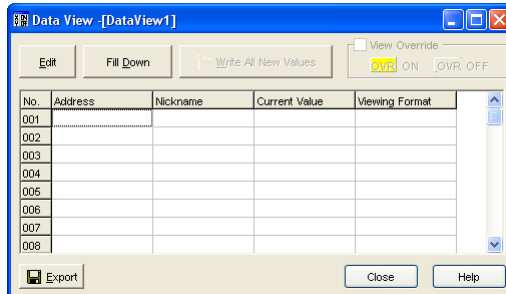 Data View -[DataView1]
View Override
Edit Fill Down Write All New Values OVR ON OVR OFF
No. Address Nickname Current Value Viewing Format
001
002
003
004
005
006
007
008
Export Close Help